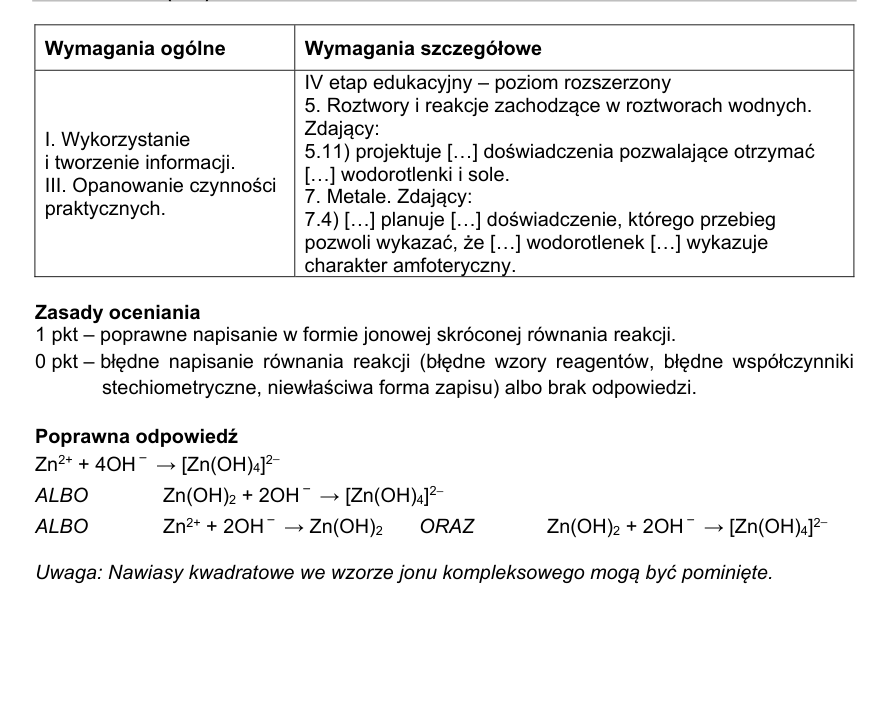 Wymagania ogólne
Wymagania szczegółowe
I. Wykorzystanie
i tworzenie informacji.
III. Opanowanie czynności
praktycznych.
IV etap edukacyjny – poziom rozszerzony
5. Roztwory i reakcje zachodzące w roztworach wodnych.
Zdający:
5.11) projektuje […] doświadczenia pozwalające otrzymać
[…] wodorotlenki i sole.
7. Metale. Zdający:
7.4) […] planuje […] doświadczenie, którego przebieg
pozwoli wykazać, że […] wodorotlenek […] wykazuje
charakter amfoteryczny.
Zasady oceniania
1 pkt – poprawne napisanie w formie jonowej skróconej równania reakcji.
0 pkt – błędne napisanie równania reakcji (błędne wzory reagentów, błędne współczynniki
stechiometryczne, niewłaściwa forma zapisu) albo brak odpowiedzi.
Poprawna odpowiedź
Zn²⁺ + 4OH⁻ → [Zn(OH)₄]²⁻
ALBO Zn(OH)₂ + 2OH⁻ → [Zn(OH)₄]²⁻
ALBO Zn²⁺ + 2OH⁻ → Zn(OH)₂ ORAZ Zn(OH)₂ + 2OH⁻ → [Zn(OH)₄]²⁻
Uwaga: Nawiasy kwadratowe we wzorze jonu kompleksowego mogą być pominięte.